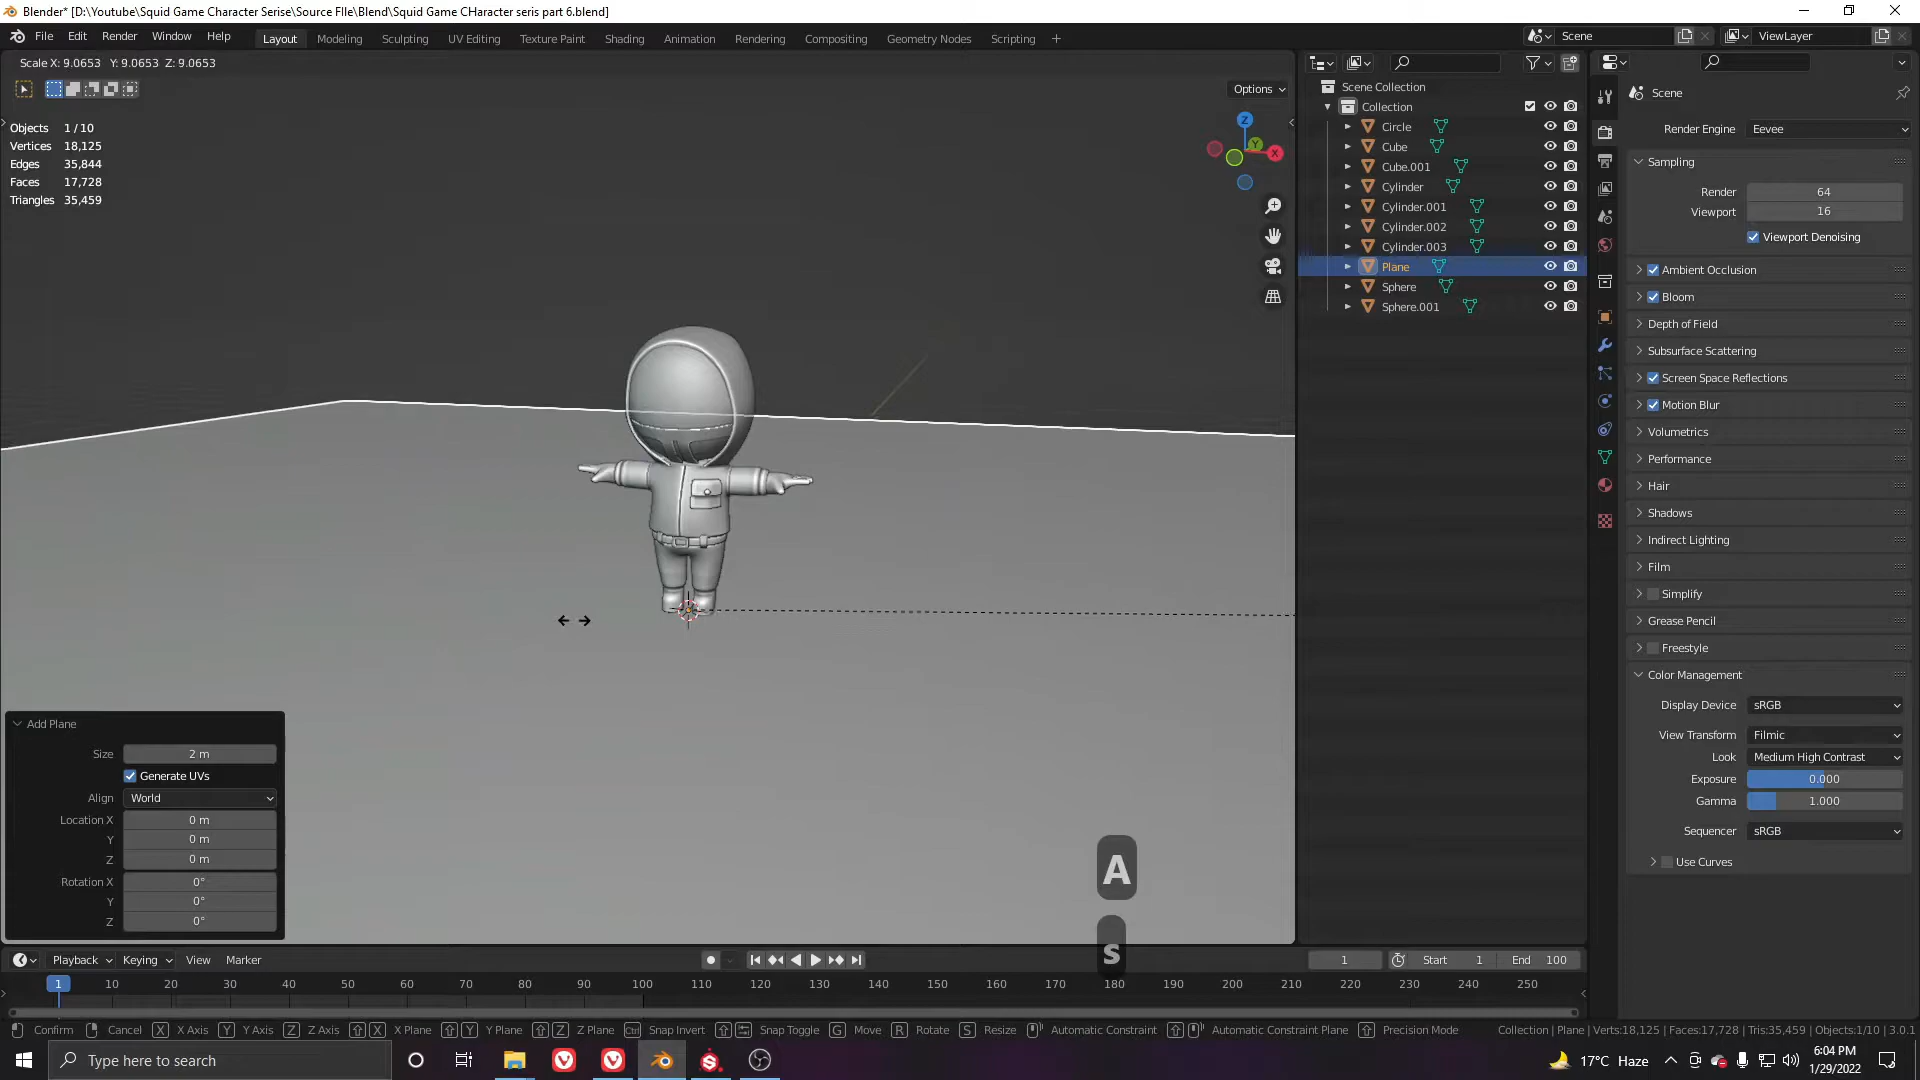 Blender* [D:\Youtube\Squid Game Character Serise\Source FIle\Blend\Squid Game CHaracter seris part 6.blend]
File Edit Render Window Help Layout Modeling Sculpting UV Editing Texture Paint Shading Animation Rendering Compositing Geometry Nodes Scripting + Scene ViewLayer
Scale X: 9.0653 Y: 9.0653 Z: 9.0653
Options
Objects 1 / 10
Vertices 18,125
Edges 35,844
Faces 17,728
Triangles 35,459
Z
Y
X
Scene Collection
Collection
Circle
Cube
Cube.001
Cylinder
Cylinder.001
Cylinder.002
Cylinder.003
Plane
Sphere
Sphere.001
Scene
Render Engine Eevee
Sampling
Render 64
Viewport 16
Viewport Denoising
Ambient Occlusion
Bloom
Depth of Field
Subsurface Scattering
Screen Space Reflections
Motion Blur
Volumetrics
Performance
Hair
Shadows
Indirect Lighting
Film
Simplify
Grease Pencil
Freestyle
Color Management
Display Device sRGB
View Transform Filmic
Look Medium High Contrast
Exposure 0.000
Gamma 1.000
Sequencer sRGB
Use Curves
Add Plane
Size 2 m
Generate UVs
Align World
Location X 0 m
Y 0 m
Z 0 m
Rotation X 0°
Y 0°
Z 0°
A
S
Playback Keying View Marker 1 Start 1 End 100
1 10 20 30 40 50 60 70 80 90 100 110 120 130 140 150 160 170 180 190 200 210 220 230 240 250
Confirm Cancel X X Axis Y Y Axis Z Z Axis X X Plane Y Y Plane Z Z Plane Ctrl Snap Invert Snap Toggle G Move R Rotate S Resize Automatic Constraint Automatic Constraint Plane Precision Mode Collection | Plane | Verts:18,125 | Faces:17,728 | Tris:35,459 | Objects:1/10 | 3.0.1
Type here to search 17°C Haze 6:04 PM
1/29/2022